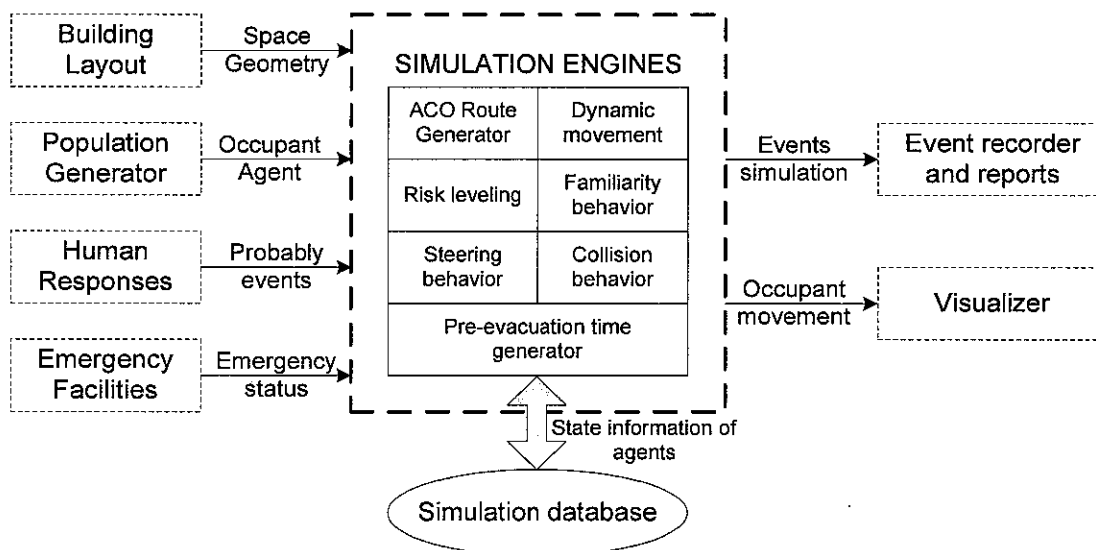 Building
Layout
Space
Geometry
Population
Generator
Occupant
Agent
Human
Responses
Probably
events
Emergency
Facilities
Emergency
status
SIMULATION ENGINES
ACO Route
Generator
Dynamic
movement
Risk leveling
Familiarity
behavior
Steering
behavior
Collision
behavior
Pre-evacuation time
generator
State information of
agents
Simulation database
Events
simulation
Event recorder
and reports
Occupant
movement
Visualizer